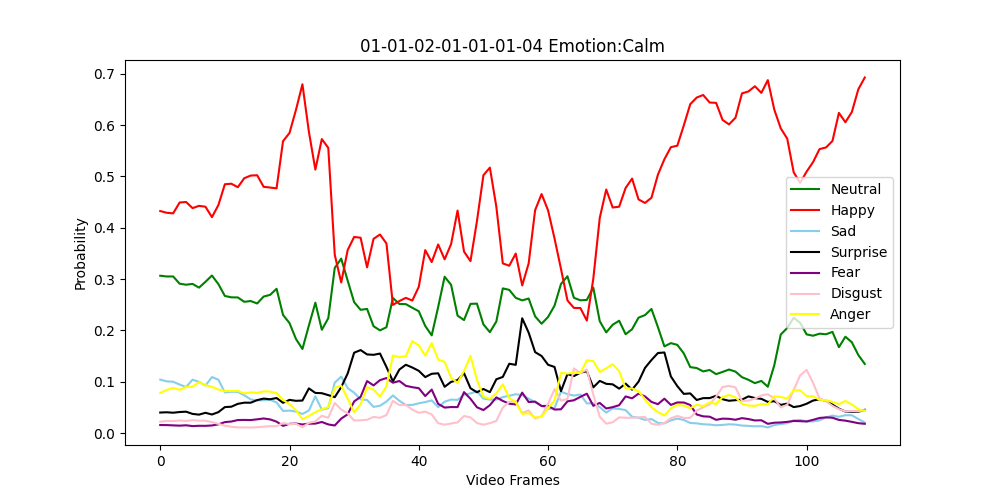 01-01-02-01-01-01-04 Emotion:Calm
Probability
0.7
0.6
0.5
0.4
0.3
0.2
0.1
0.0
Neutral
Happy
Sad
Surprise
Fear
Disgust
Anger
0 20 40 60 80 100
Video Frames